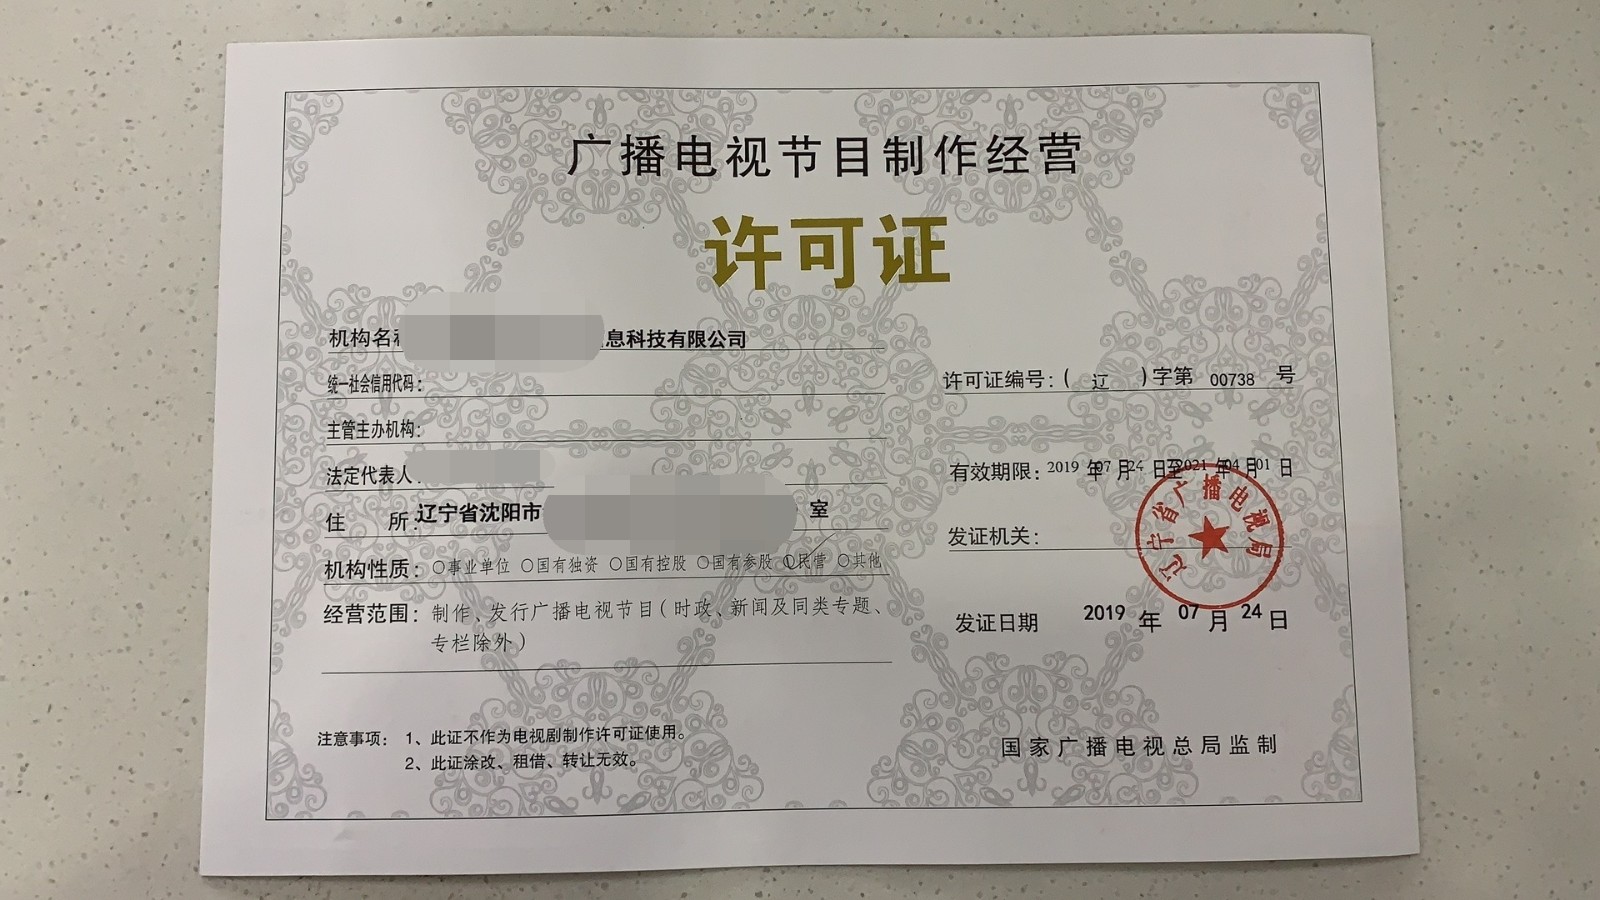 广播电视节目制作经营
许可证
机构名称
息科技有限公司
统一社会信用代码:
主管主办机构:
法定代表人
住 所:辽宁省沈阳市
室
机构性质: ○事业单位 ○国有独资 ○国有控股 ○国有参股 ○民营 ○其他
经营范围: 制作、发行广播电视节目(时政、新闻及同类专题、
专栏除外)
许可证编号:( 辽 )字第 00738 号
有效期限: 2019 年 07 月 24 日至 2021 年 04 月 01 日
发证机关:
辽宁省广播电视局
发证日期 2019 年 07 月 24 日
注意事项: 1、此证不作为电视剧制作许可证使用。
2、此证涂改、租借、转让无效。
国家广播电视总局监制